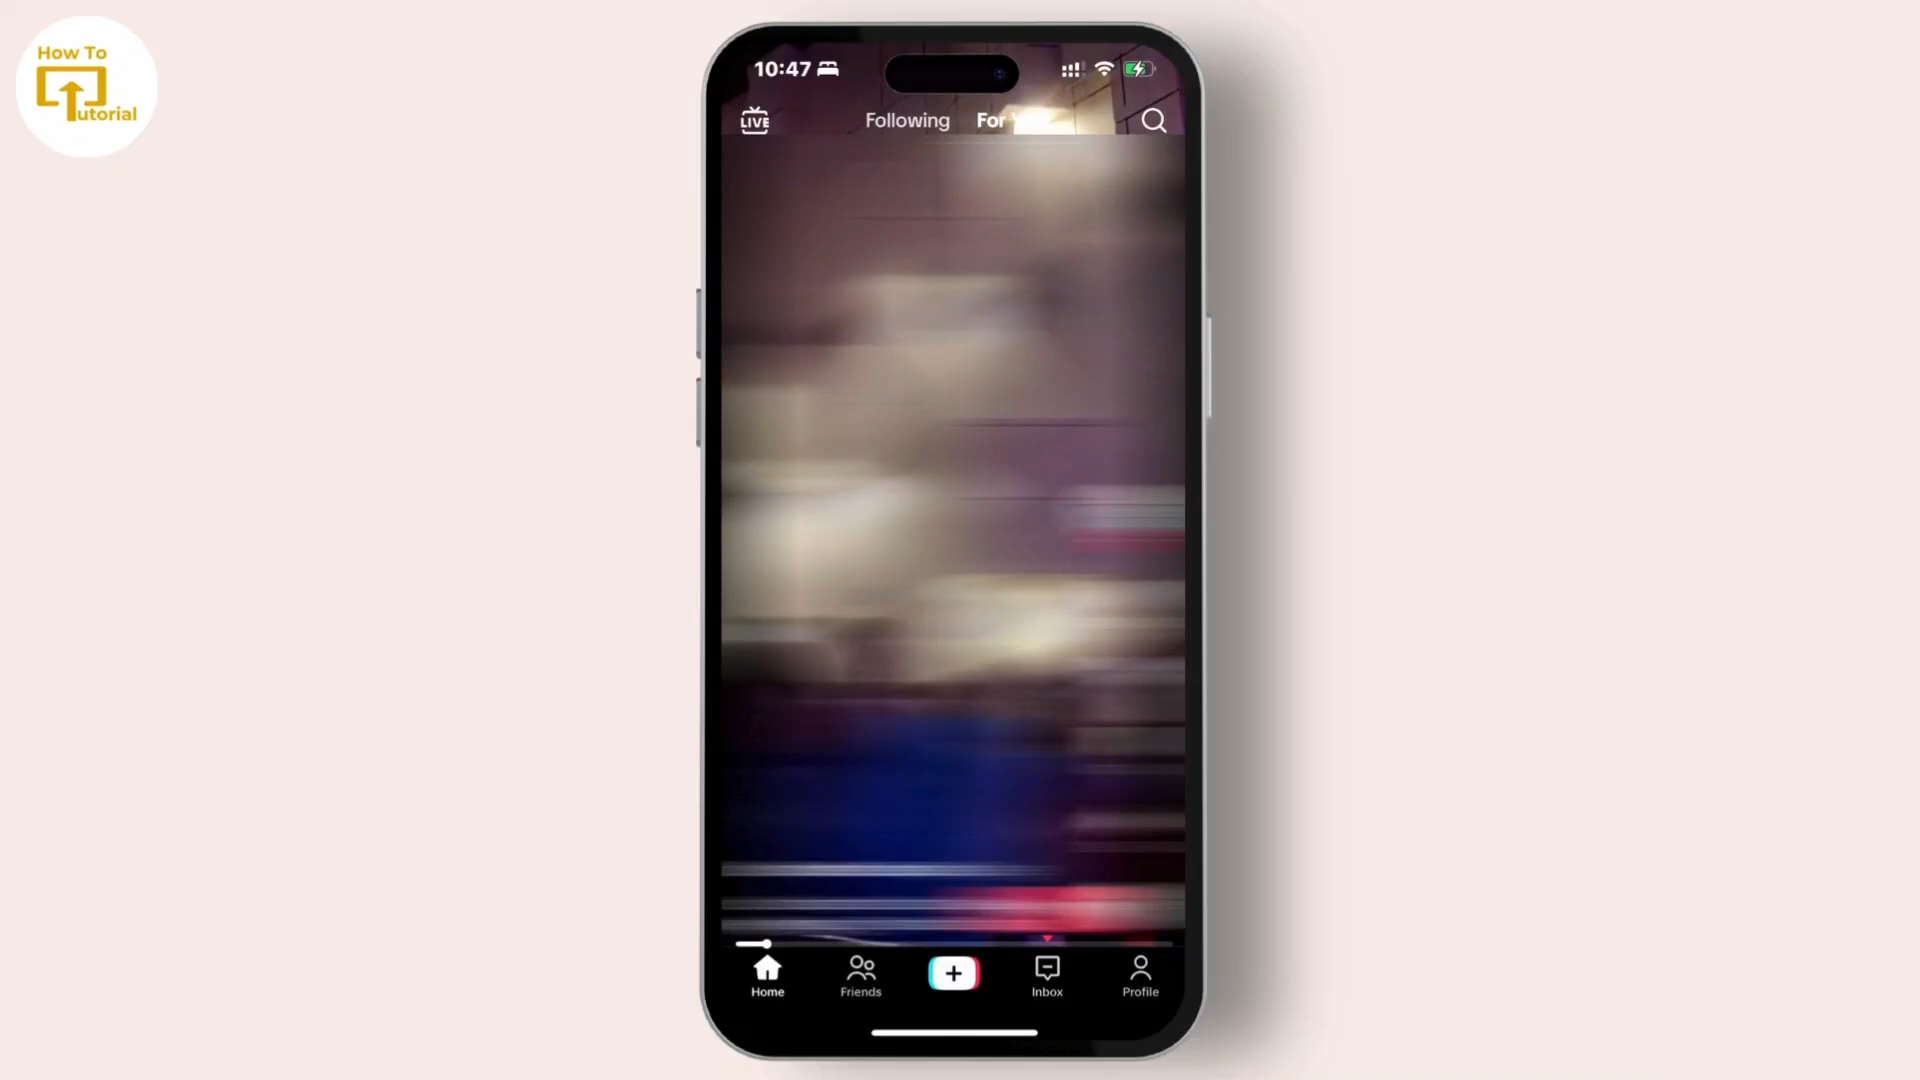 How To
utorial
10:47
LIVE
Following
For
Home
Friends
Inbox
Profile